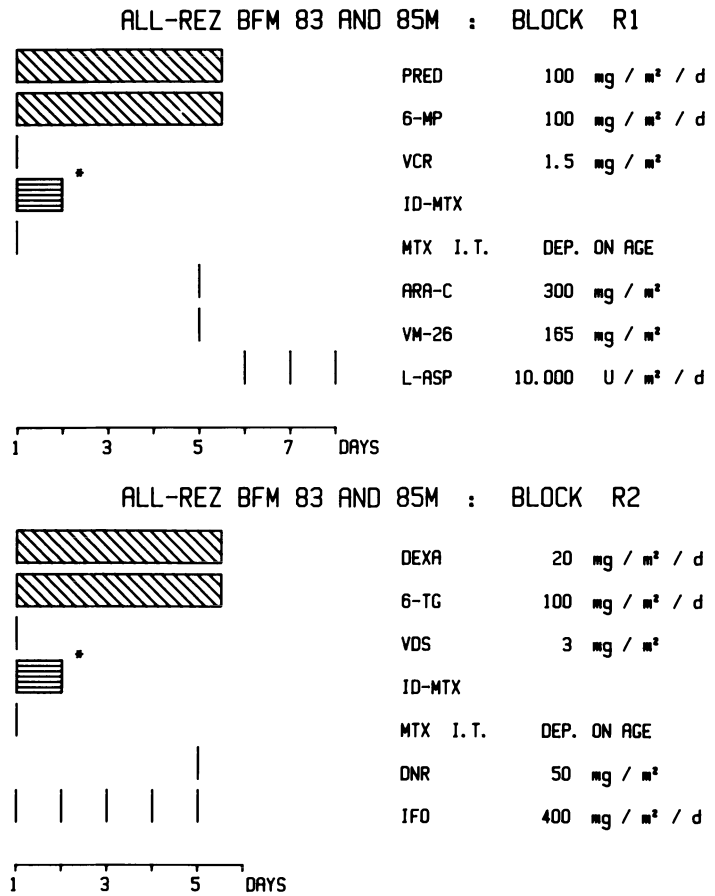 ALL-REZ BFM 83 AND 85M : BLOCK R1
PRED 100 mg / m² / d
6-MP 100 mg / m² / d
VCR 1.5 mg / m²
*
ID-MTX
MTX I.T. DEP. ON AGE
ARA-C 300 mg / m²
VM-26 165 mg / m²
L-ASP 10.000 U / m² / d
1 3 5 7 DAYS
ALL-REZ BFM 83 AND 85M : BLOCK R2
DEXA 20 mg / m² / d
6-TG 100 mg / m² / d
VDS 3 mg / m²
*
ID-MTX
MTX I.T. DEP. ON AGE
DNR 50 mg / m²
IFO 400 mg / m² / d
1 3 5 DAYS